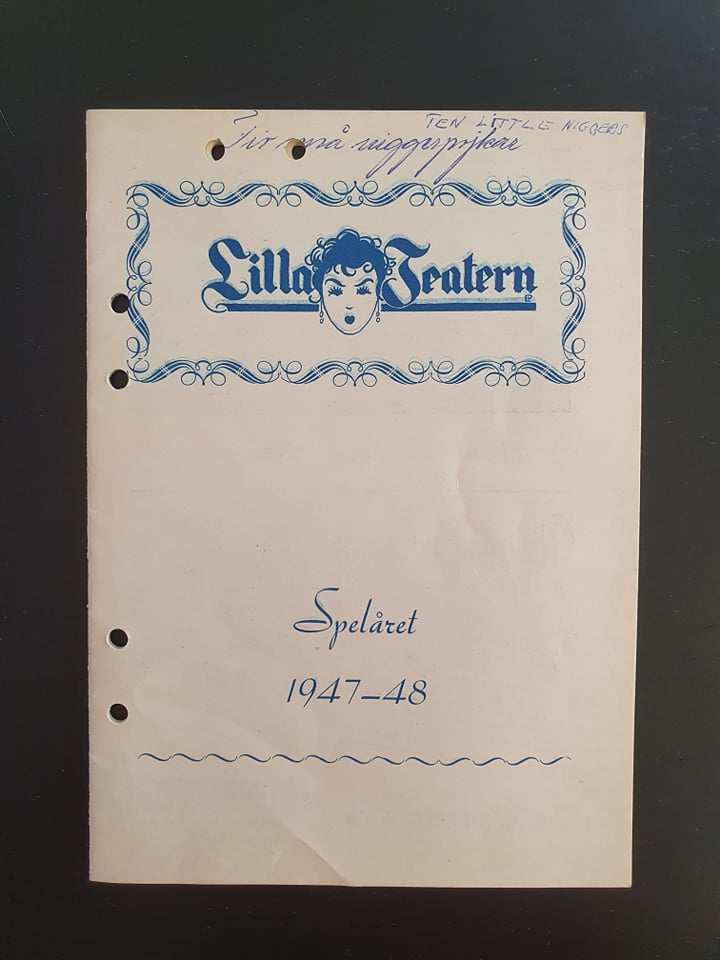 TEN LITTLE NIGGERS
Tio små niggerpojkar
Lilla Teatern
Spelåret
1947–48